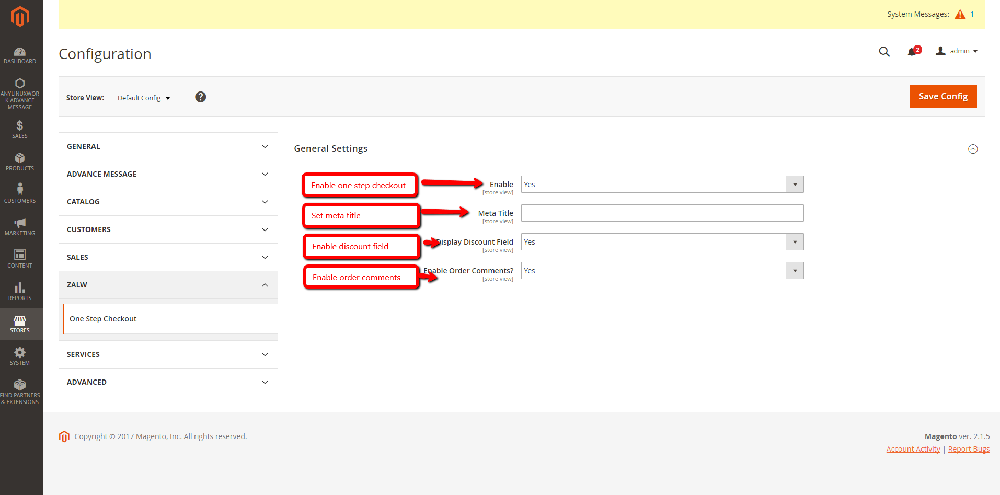 System Messages: 1
Configuration
2
admin
DASHBOARD
ANYLINUXWOR
K ADVANCE
MESSAGE
SALES
PRODUCTS
CUSTOMERS
MARKETING
CONTENT
REPORTS
STORES
SYSTEM
FIND PARTNERS
& EXTENSIONS
Store View: Default Config ?
Save Config
GENERAL
ADVANCE MESSAGE
CATALOG
CUSTOMERS
SALES
ZALW
One Step Checkout
SERVICES
ADVANCED
General Settings
Enable one step checkout
Enable
[store view]
Yes
Set meta title
Meta Title
[store view]
Enable discount field
Display Discount Field
[store view]
Yes
Enable order comments
Enable Order Comments?
[store view]
Yes
Copyright © 2017 Magento, Inc. All rights reserved.
Magento ver. 2.1.5
Account Activity | Report Bugs